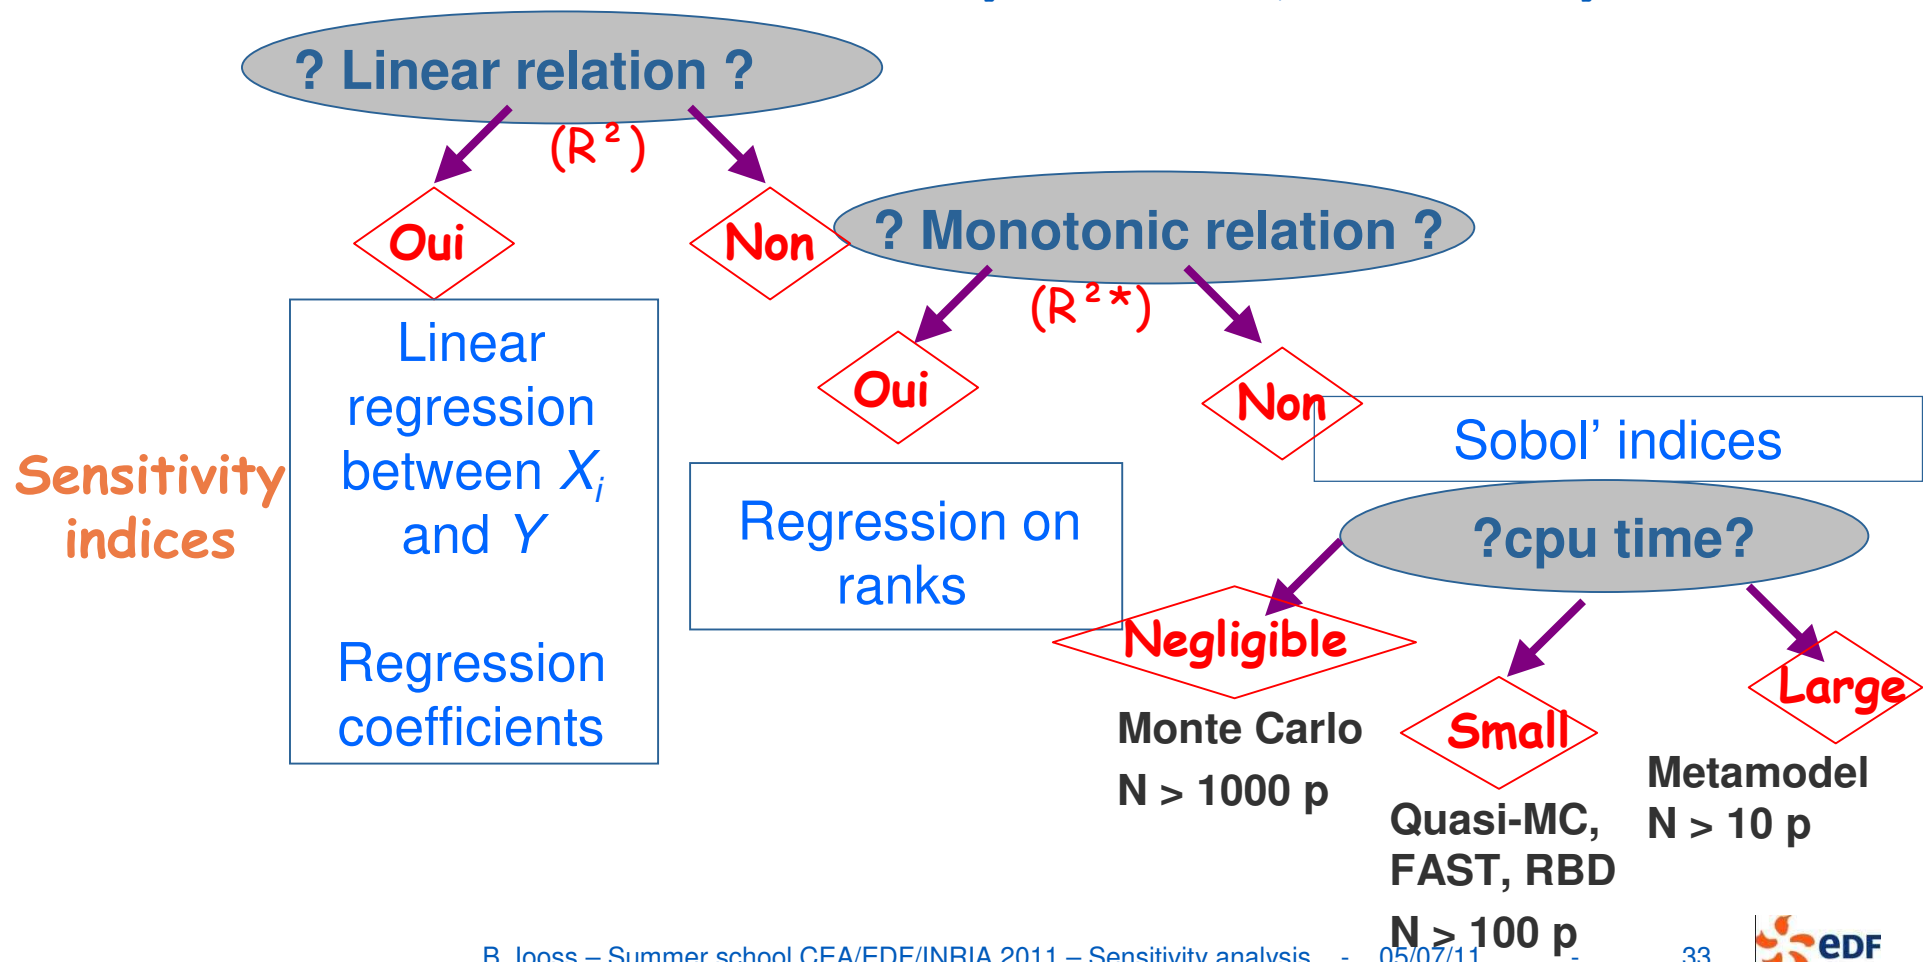 ? Linear relation ?
(R²)
Oui
Non
? Monotonic relation ?
(R²*)
Oui
Non
Sensitivity
indices
Linear
regression
between Xi
and Y
Regression
coefficients
Regression on
ranks
Sobol’ indices
?cpu time?
Negligible
Small
Large
Monte Carlo
N > 1000 p
Quasi-MC,
FAST, RBD
N > 100 p
Metamodel
N > 10 p
B. Iooss – Summer school CEA/EDF/INRIA 2011 – Sensitivity analysis - 05/07/11 - 33
eDF